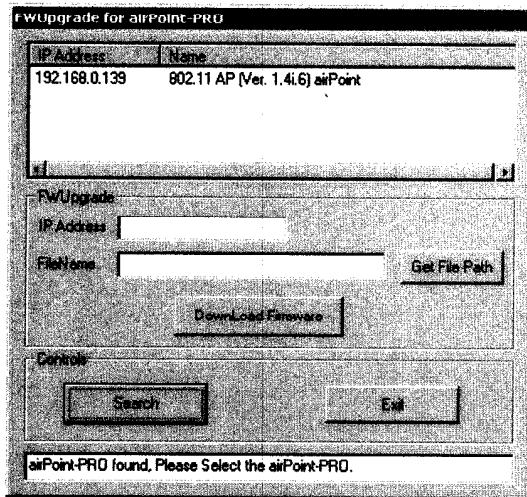 FWUpgrade for airPoint-PRO
IP Address Name
192.168.0.139 802.11 AP (Ver. 1.4i.6) airPoint
FWUpgrade
IP Address
FileName
Get File Path
DownLoad Firmware
Controls
Search Exit
airPoint-PRO found, Please Select the airPoint-PRO.